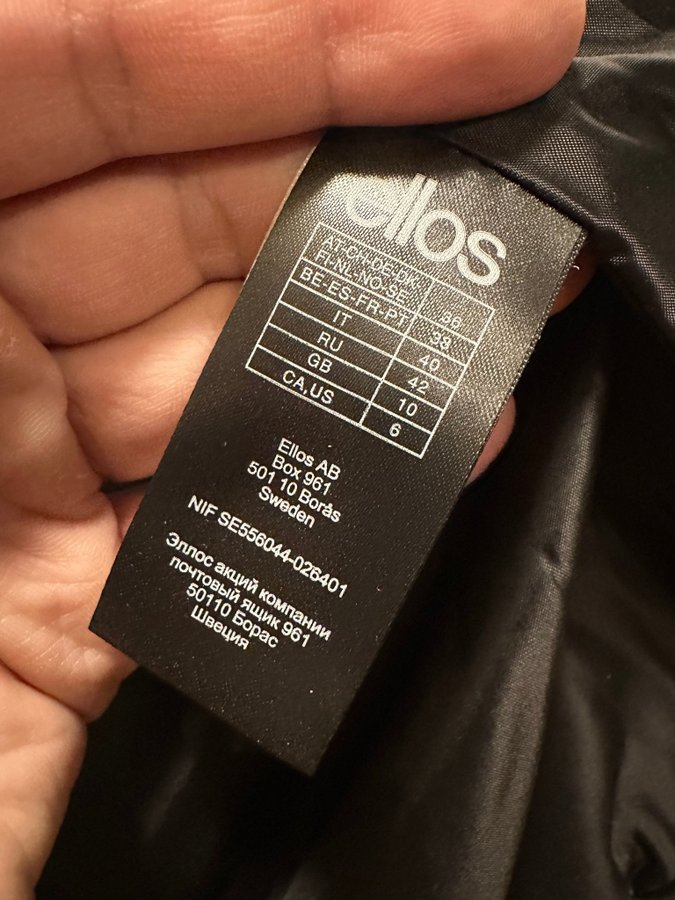 ellos
AT-CH-DE-DK
FI-NL-NO-SE 36
BE-ES-FR-PT 38
IT 40
RU 42
GB 10
CA,US 6
Ellos AB
Box 961
501 10 Borås
Sweden
NIF SE556044-026401
Эллос акций компании
почтовый ящик 961
50110 Борас
Швеция